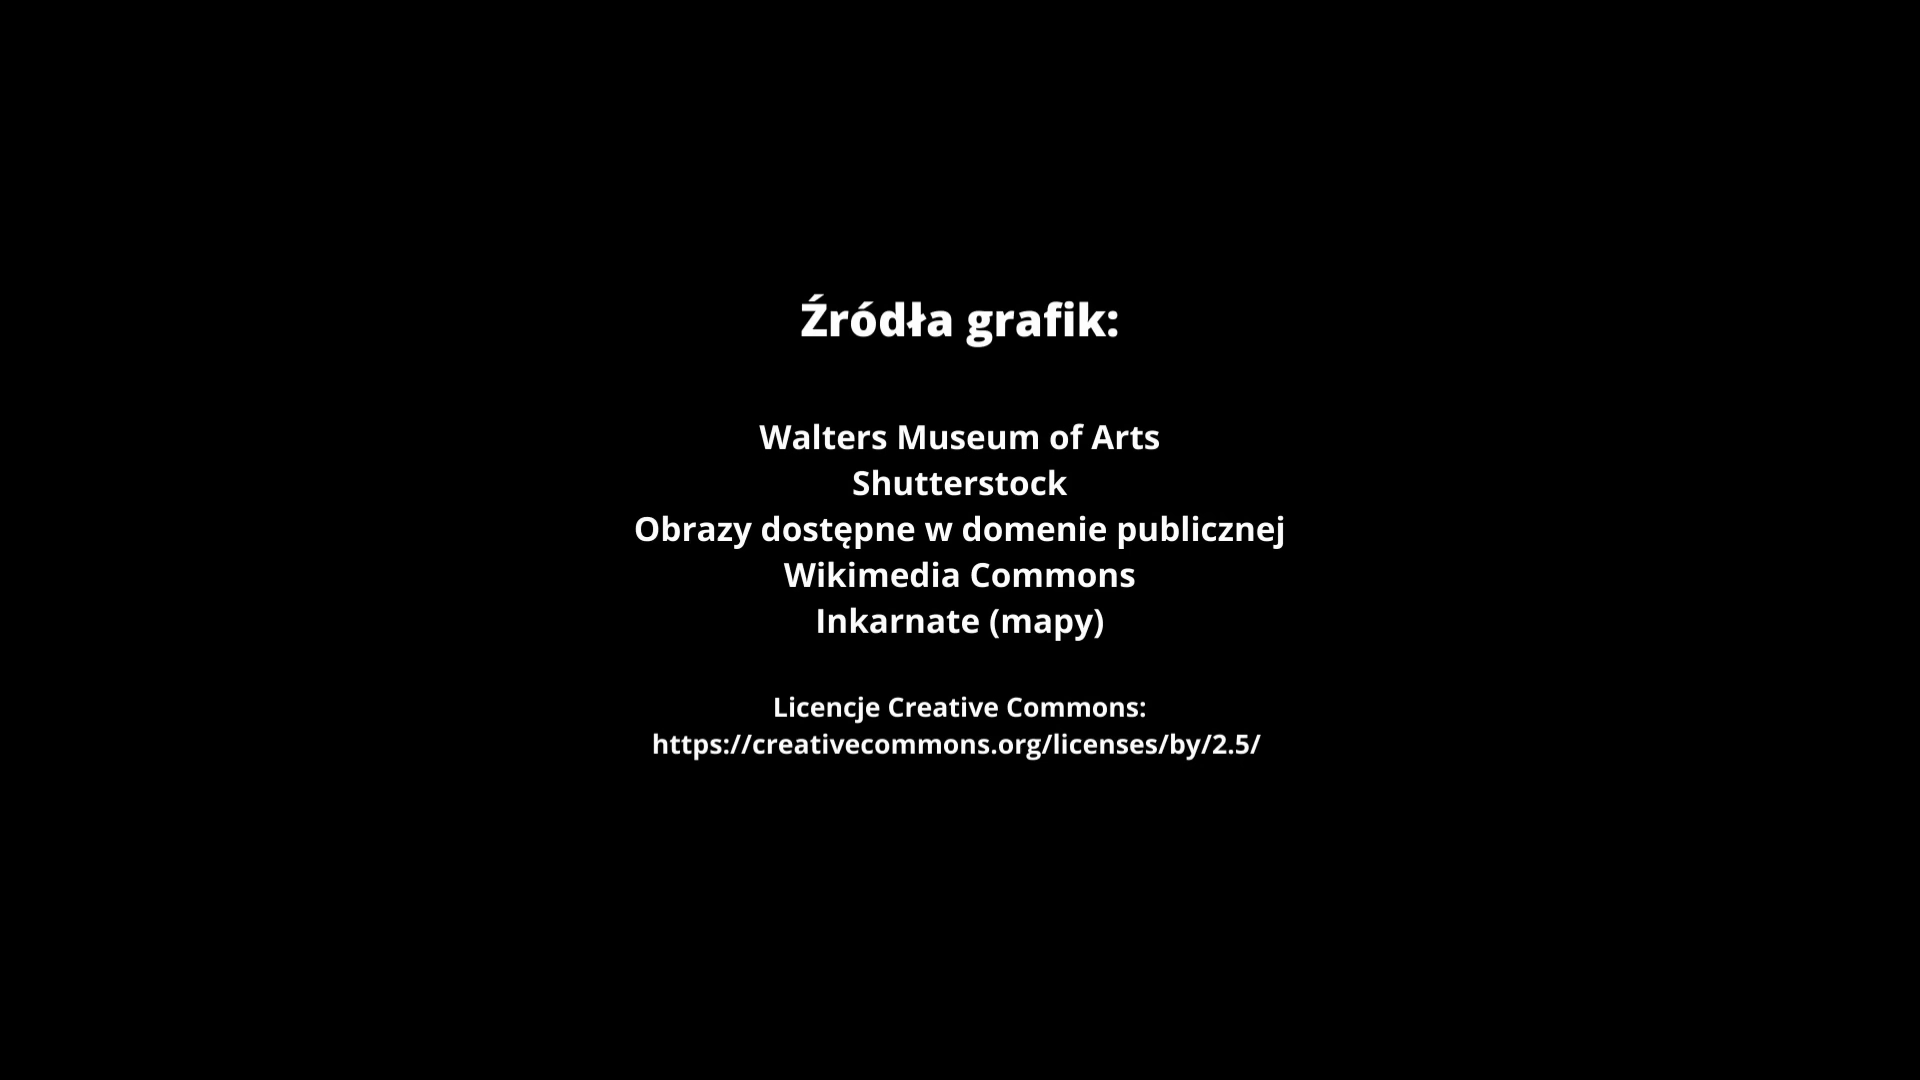 Źródła grafik:
Walters Museum of Arts
Shutterstock
Obrazy dostępne w domenie publicznej
Wikimedia Commons
Inkarnate (mapy)
Licencje Creative Commons:
https://creativecommons.org/licenses/by/2.5/